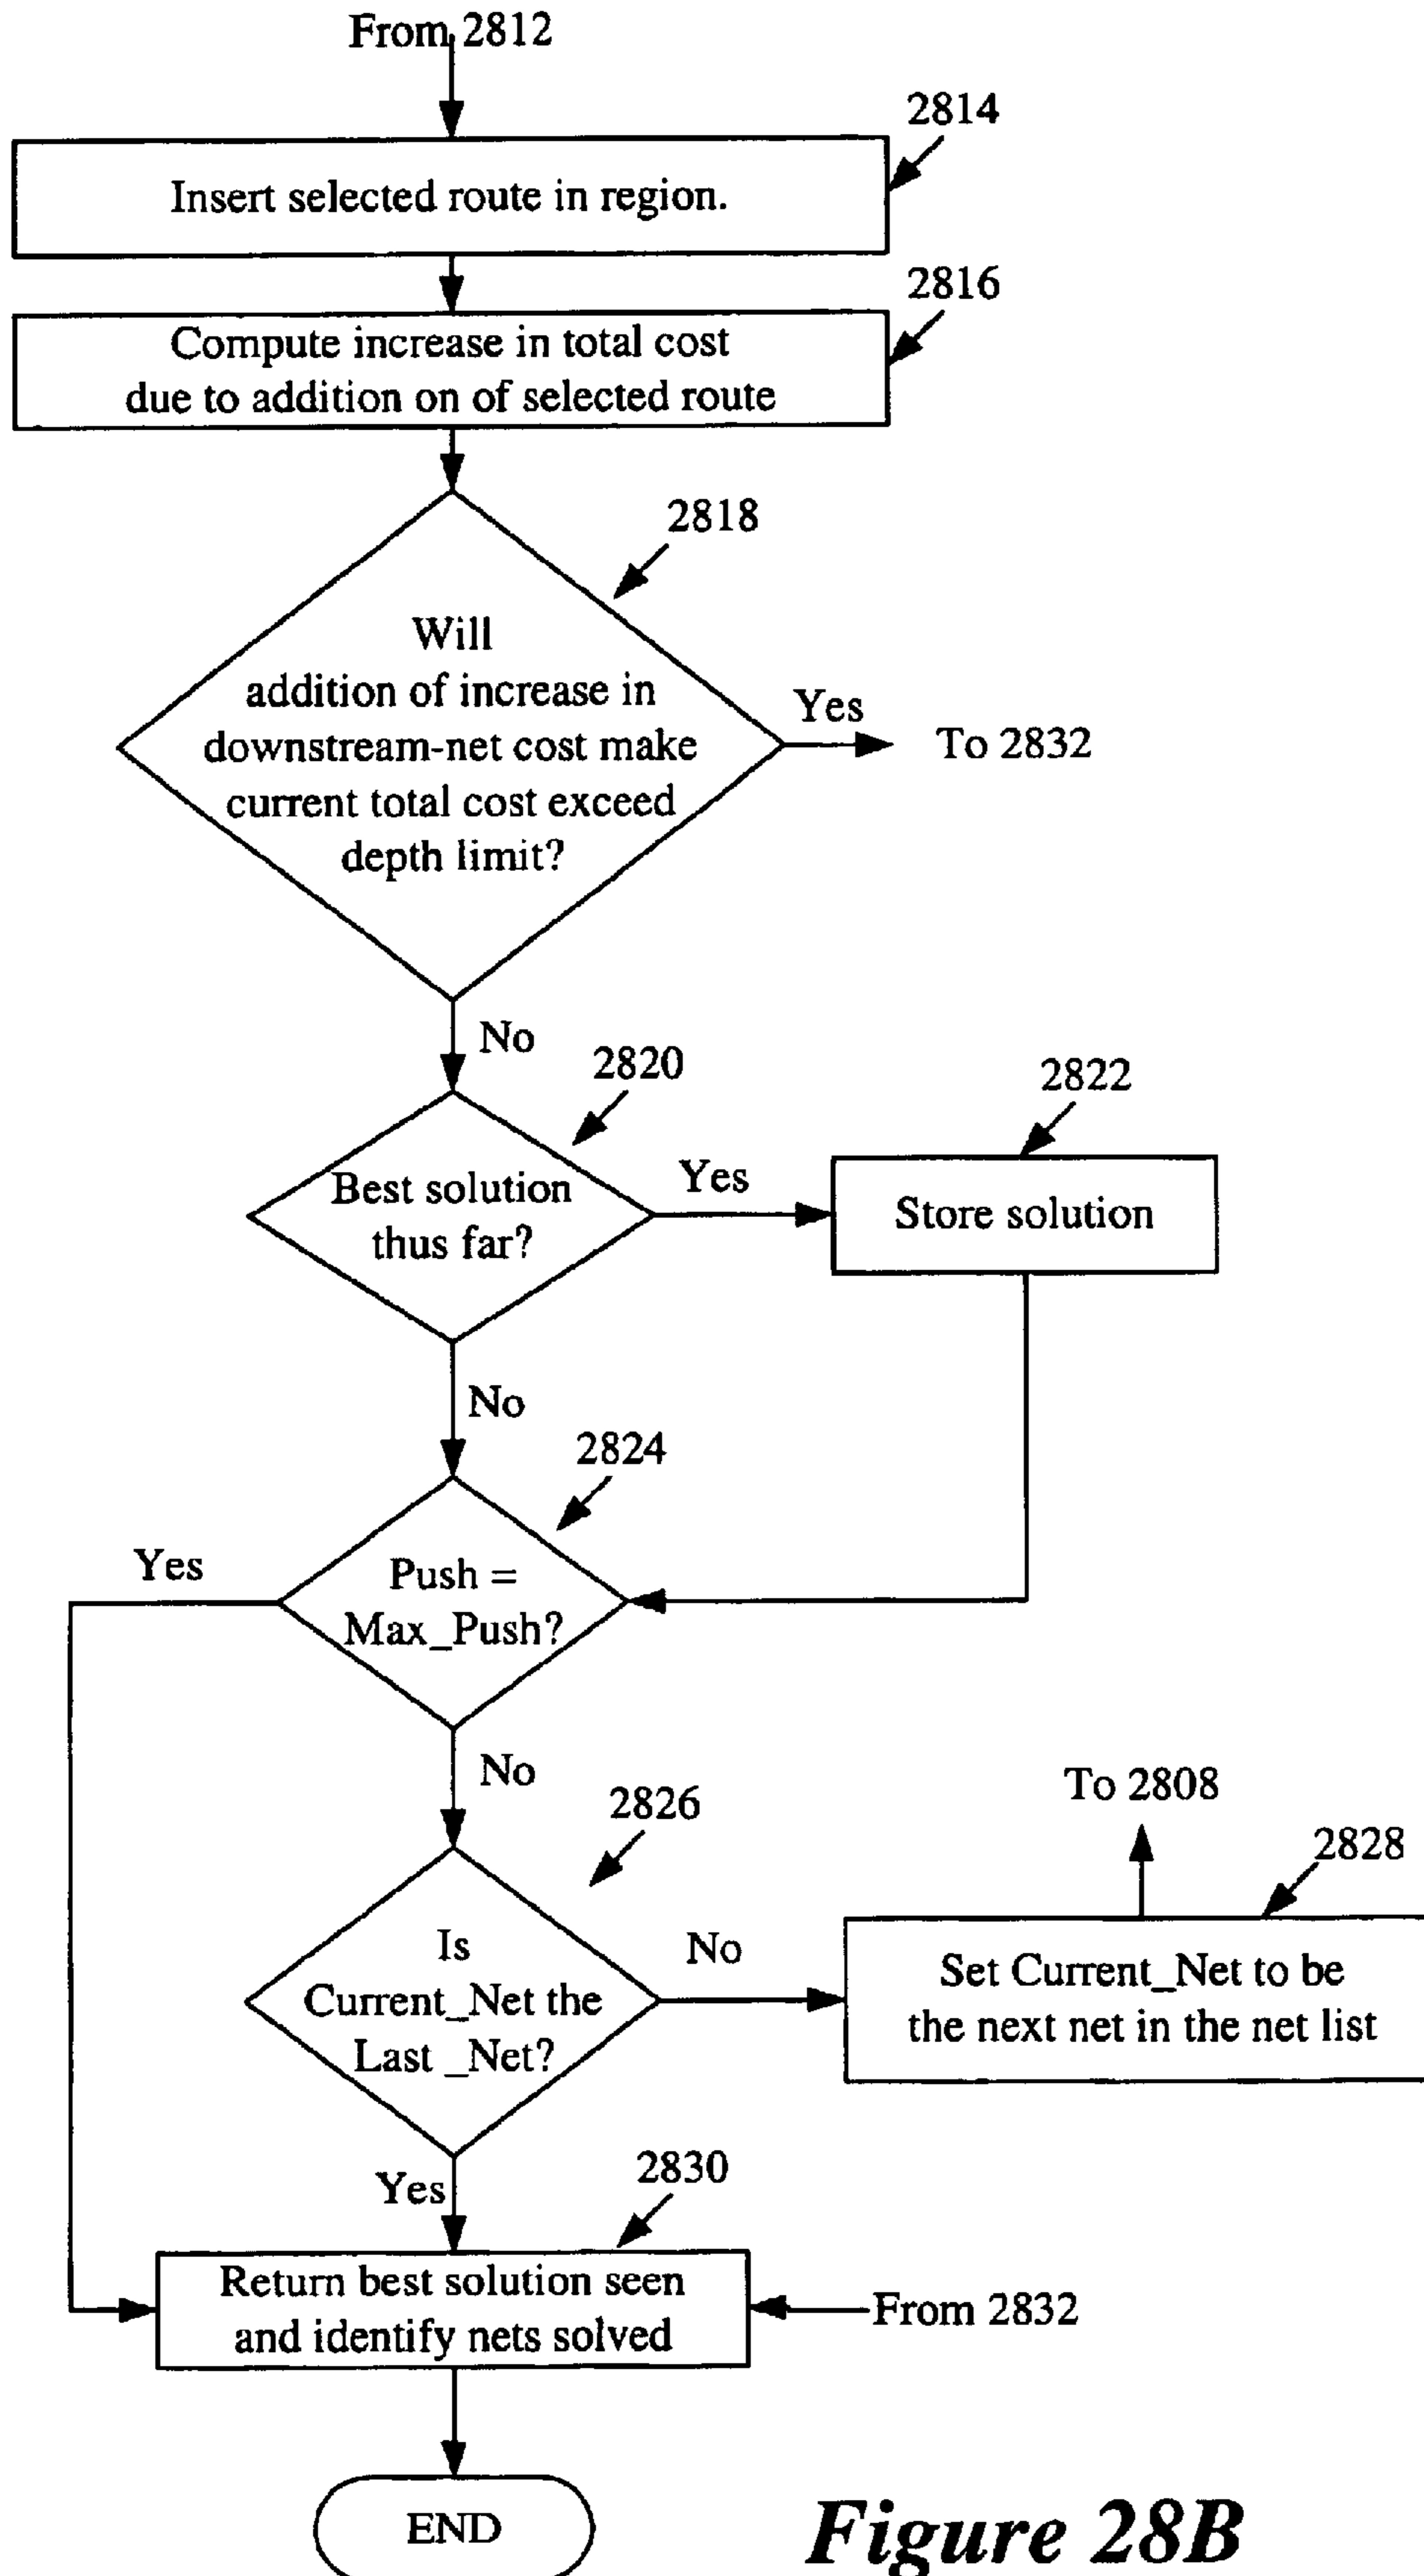 From 2812
2814
Insert selected route in region.
2816
Compute increase in total cost
due to addition on of selected route
2818
Will
addition of increase in
downstream-net cost make
current total cost exceed
depth limit?
Yes
To 2832
No
2820
2822
Best solution
thus far?
Yes
Store solution
No
2824
Yes
Push =
Max_Push?
No
2826
To 2808
2828
Is
Current_Net the
Last _Net?
No
Set Current_Net to be
the next net in the net list
Yes
2830
Return best solution seen
and identify nets solved
From 2832
END
Figure 28B